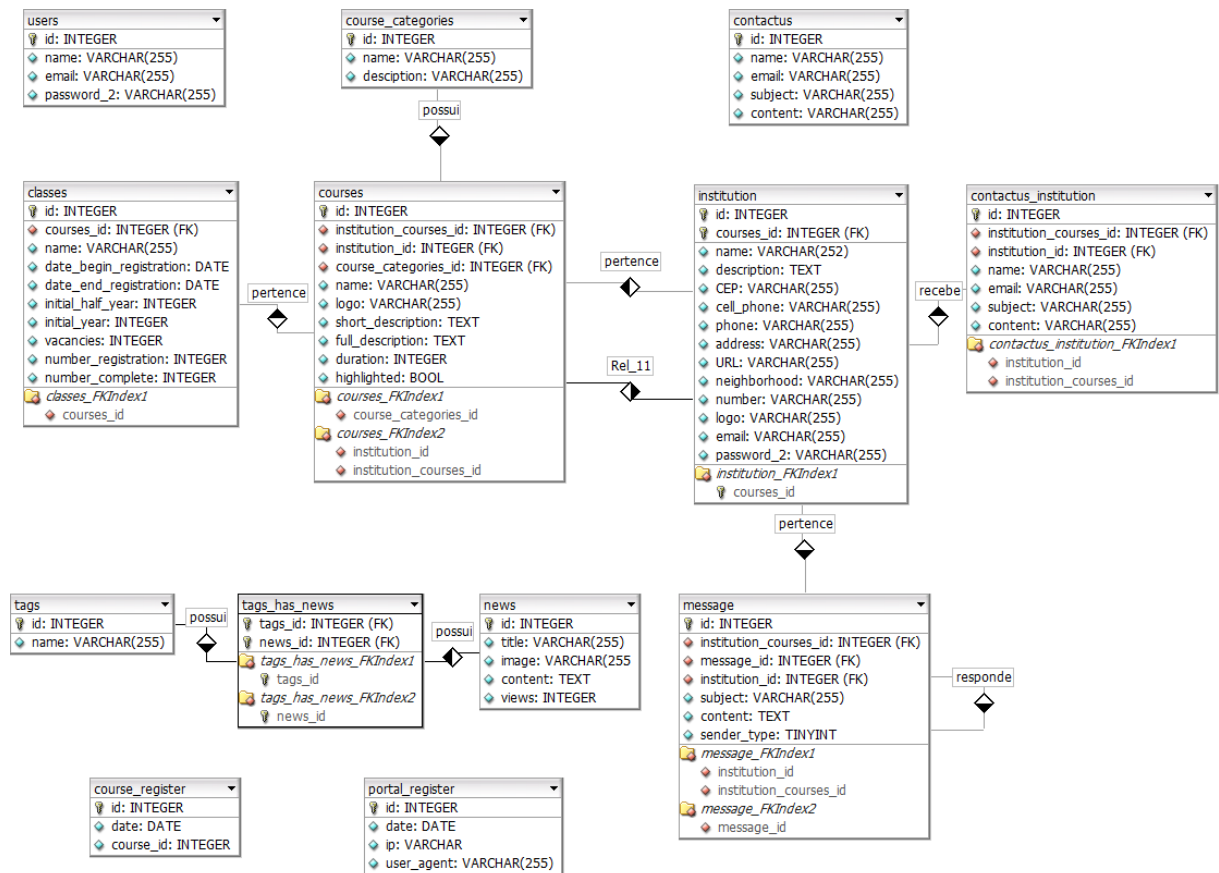 users
id: INTEGER
name: VARCHAR(255)
email: VARCHAR(255)
password_2: VARCHAR(255)
course_categories
id: INTEGER
name: VARCHAR(255)
desciption: VARCHAR(255)
contactus
id: INTEGER
name: VARCHAR(255)
email: VARCHAR(255)
subject: VARCHAR(255)
content: VARCHAR(255)
possui
classes
id: INTEGER
courses_id: INTEGER (FK)
name: VARCHAR(255)
date_begin_registration: DATE
date_end_registration: DATE
initial_half_year: INTEGER
initial_year: INTEGER
vacancies: INTEGER
number_registration: INTEGER
number_complete: INTEGER
classes_FKIndex1
courses_id
pertence
courses
id: INTEGER
institution_courses_id: INTEGER (FK)
institution_id: INTEGER (FK)
course_categories_id: INTEGER (FK)
name: VARCHAR(255)
logo: VARCHAR(255)
short_description: TEXT
full_description: TEXT
duration: INTEGER
highlighted: BOOL
courses_FKIndex1
course_categories_id
courses_FKIndex2
institution_id
institution_courses_id
pertence
Rel_11
institution
id: INTEGER
courses_id: INTEGER (FK)
name: VARCHAR(252)
description: TEXT
CEP: VARCHAR(255)
cell_phone: VARCHAR(255)
phone: VARCHAR(255)
address: VARCHAR(255)
URL: VARCHAR(255)
neighborhood: VARCHAR(255)
number: VARCHAR(255)
logo: VARCHAR(255)
email: VARCHAR(255)
password_2: VARCHAR(255)
institution_FKIndex1
courses_id
recebe
contactus_institution
id: INTEGER
institution_courses_id: INTEGER (FK)
institution_id: INTEGER (FK)
name: VARCHAR(255)
email: VARCHAR(255)
subject: VARCHAR(255)
content: VARCHAR(255)
contactus_institution_FKIndex1
institution_id
institution_courses_id
pertence
tags
id: INTEGER
name: VARCHAR(255)
possui
tags_has_news
tags_id: INTEGER (FK)
news_id: INTEGER (FK)
tags_has_news_FKIndex1
tags_id
tags_has_news_FKIndex2
news_id
possui
news
id: INTEGER
title: VARCHAR(255)
image: VARCHAR(255
content: TEXT
views: INTEGER
message
id: INTEGER
institution_courses_id: INTEGER (FK)
message_id: INTEGER (FK)
institution_id: INTEGER (FK)
subject: VARCHAR(255)
content: TEXT
sender_type: TINYINT
message_FKIndex1
institution_id
institution_courses_id
message_FKIndex2
message_id
responde
course_register
id: INTEGER
date: DATE
course_id: INTEGER
portal_register
id: INTEGER
date: DATE
ip: VARCHAR
user_agent: VARCHAR(255)